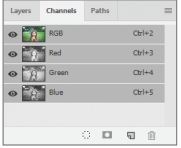 Layers Channels Paths
RGB Ctrl+2
Red Ctrl+3
Green Ctrl+4
Blue Ctrl+5